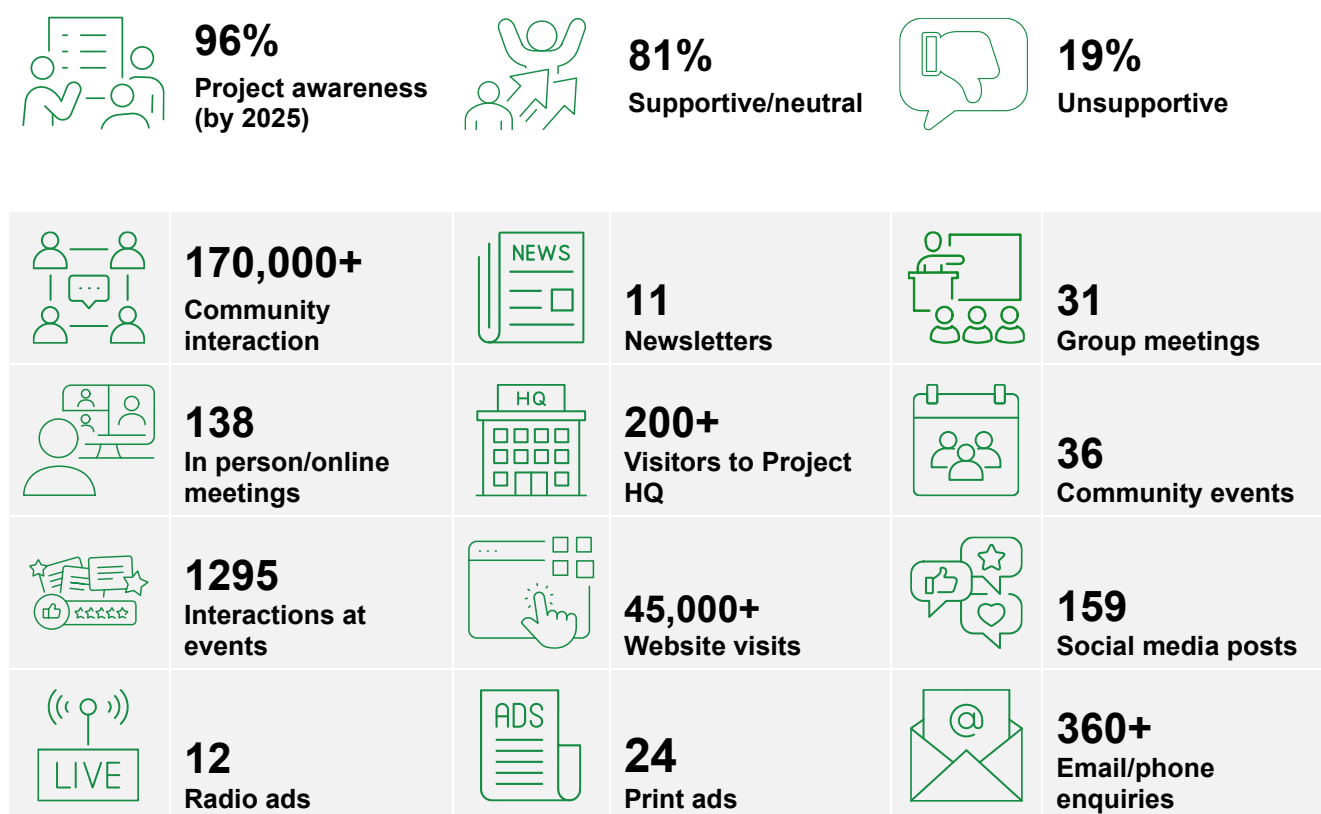 96%
Project awareness
(by 2025)
81%
Supportive/neutral
19%
Unsupportive
170,000+
Community
interaction
NEWS
11
Newsletters
31
Group meetings
138
In person/online
meetings
HQ
200+
Visitors to Project
HQ
36
Community events
1295
Interactions at
events
45,000+
Website visits
159
Social media posts
LIVE
12
Radio ads
ADS
24
Print ads
@
360+
Email/phone
enquiries